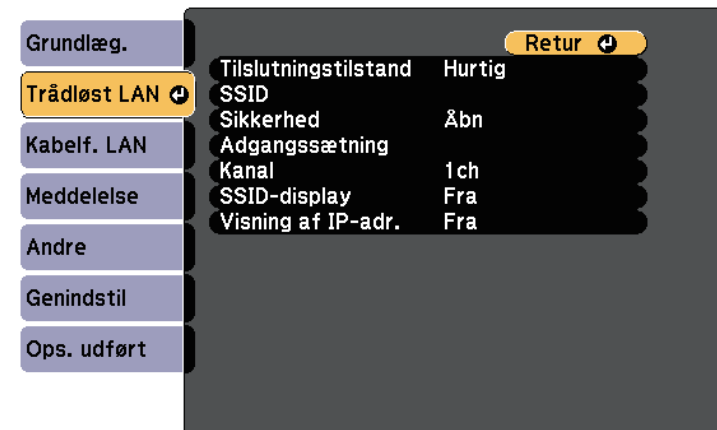 Grundlæg.
Trådløst LAN
Kabelf. LAN
Meddelelse
Andre
Genindstil
Ops. udført
Retur
Tilslutningstilstand Hurtig
SSID
Sikkerhed Åbn
Adgangssætning
Kanal 1ch
SSID-display Fra
Visning af IP-adr. Fra